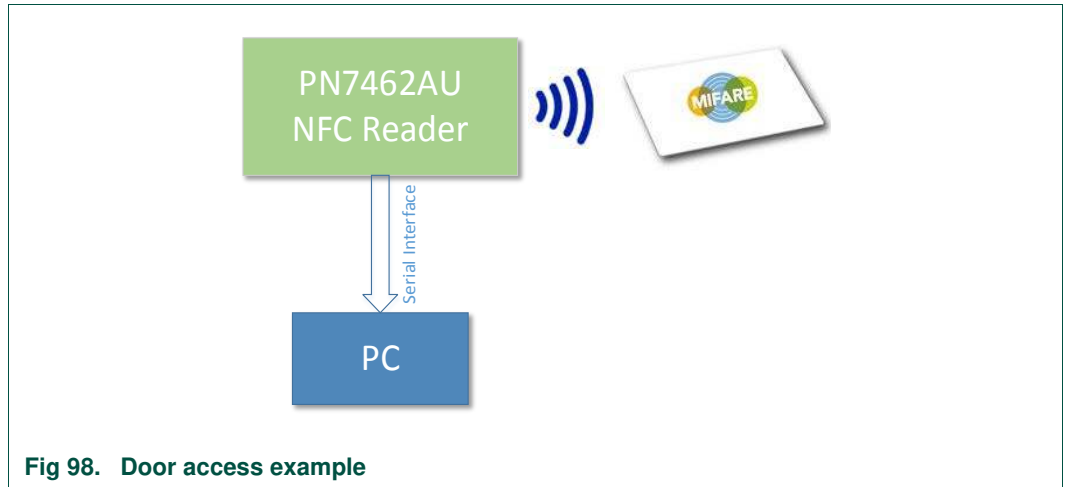 PN7462AU
NFC Reader
MIFARE
Serial Interface
PC
Fig 98. Door access example